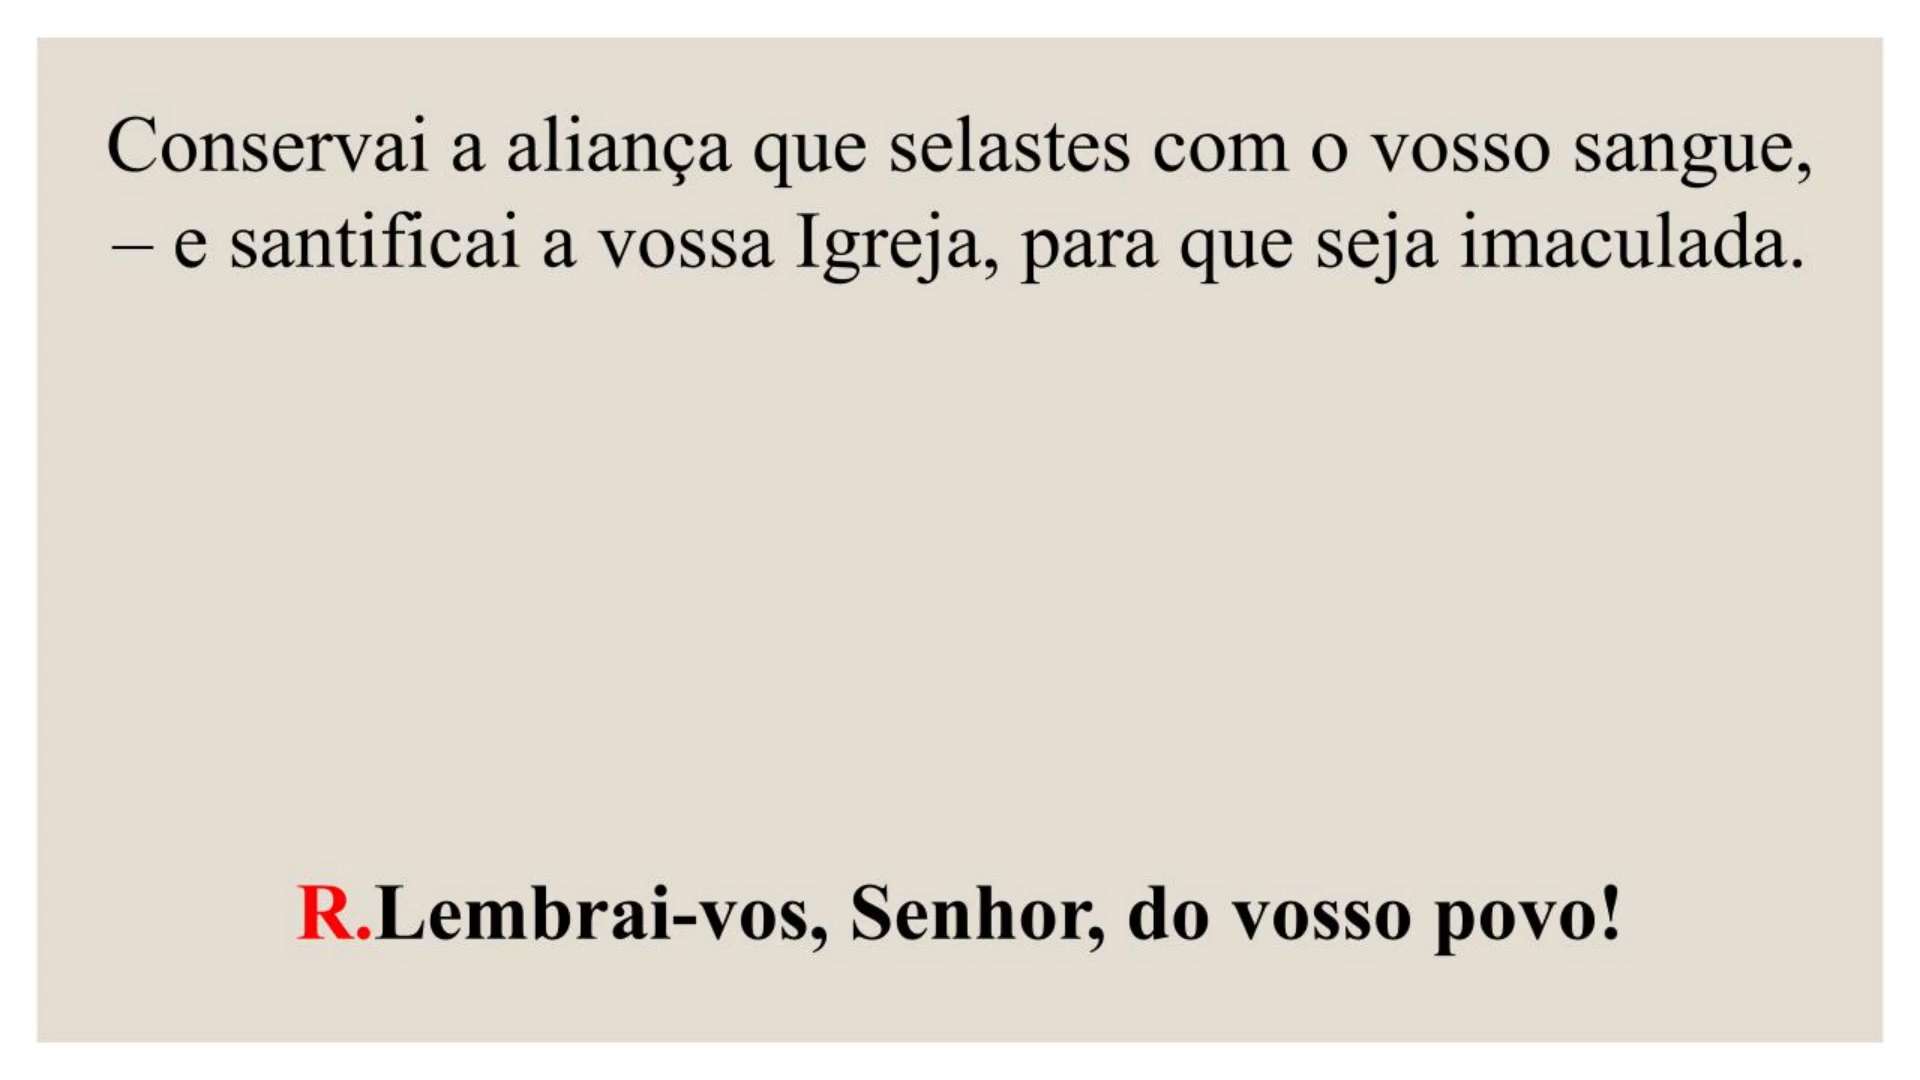 Conservai a aliança que selastes com o vosso sangue,
– e santificai a vossa Igreja, para que seja imaculada.
R.Lembrai-vos, Senhor, do vosso povo!